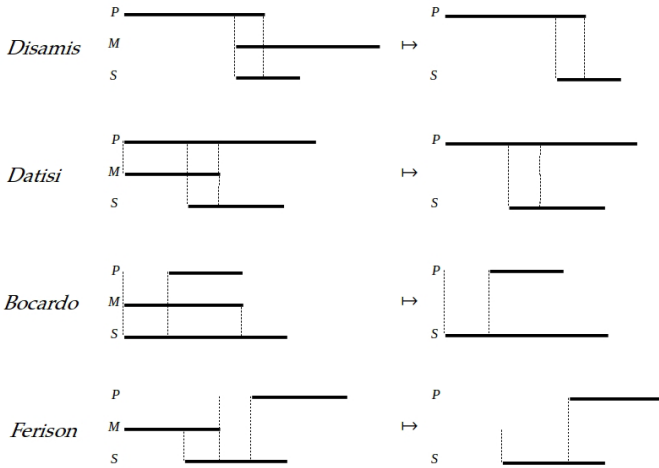 P P
Disamis M ↦
S S
P P
Datisi M ↦
S S
P P
Bocardo M ↦
S S
P P
Ferison M ↦
S S